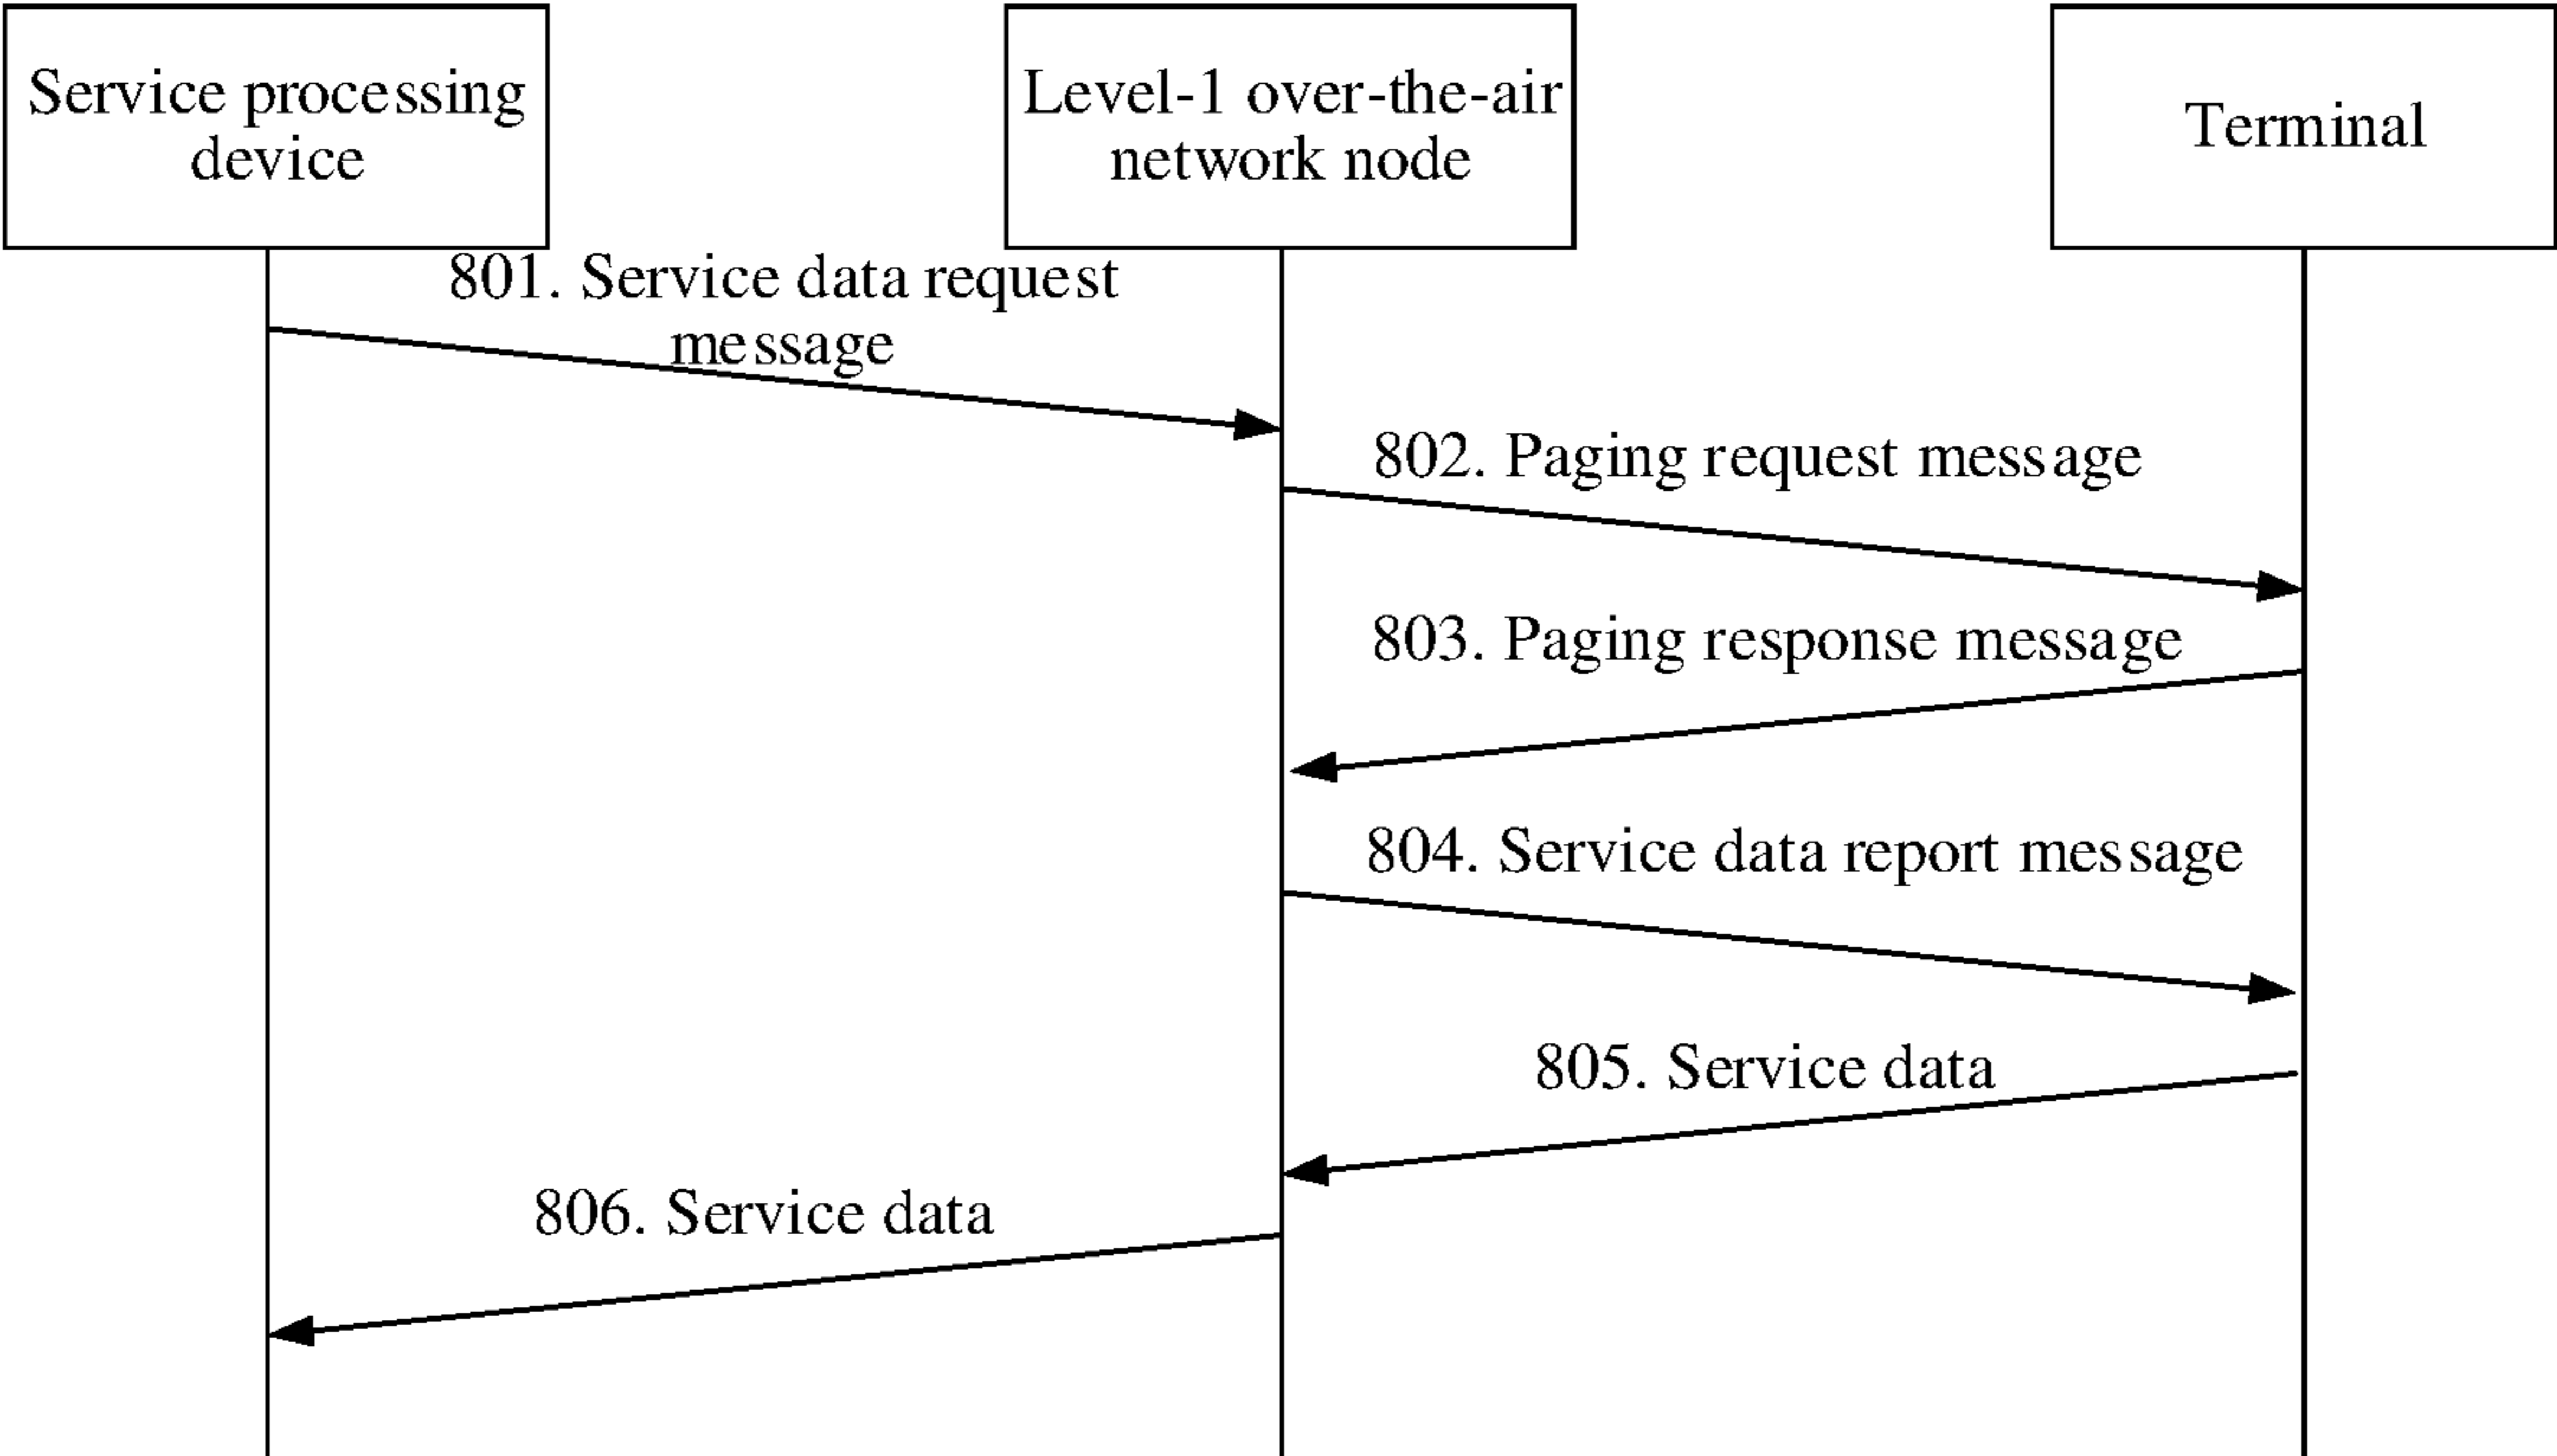 Service processing
device
Level-1 over-the-air
network node
Terminal
801. Service data request
message
802. Paging request message
803. Paging response message
804. Service data report message
805. Service data
806. Service data